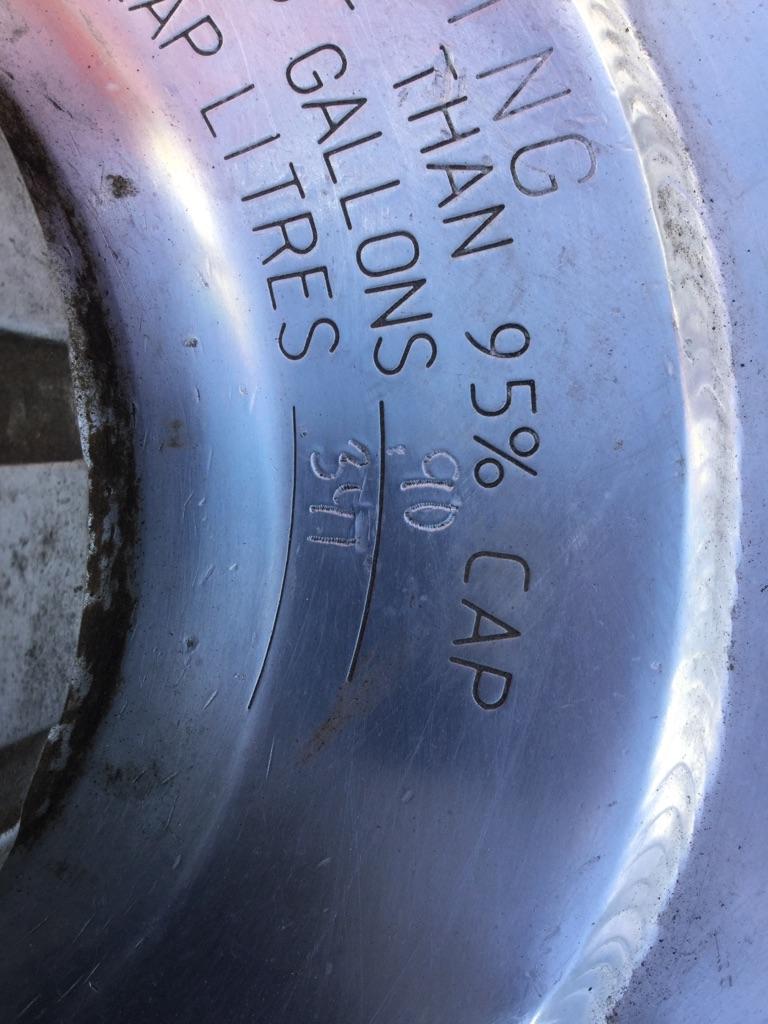 ING
THAN 95% CAP
GALLONS 90
AP LITRES 341